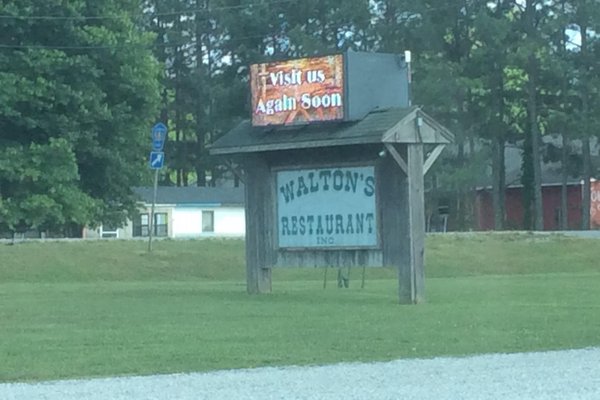 Visit us
Again Soon
WALTON'S
RESTAURANT
INC